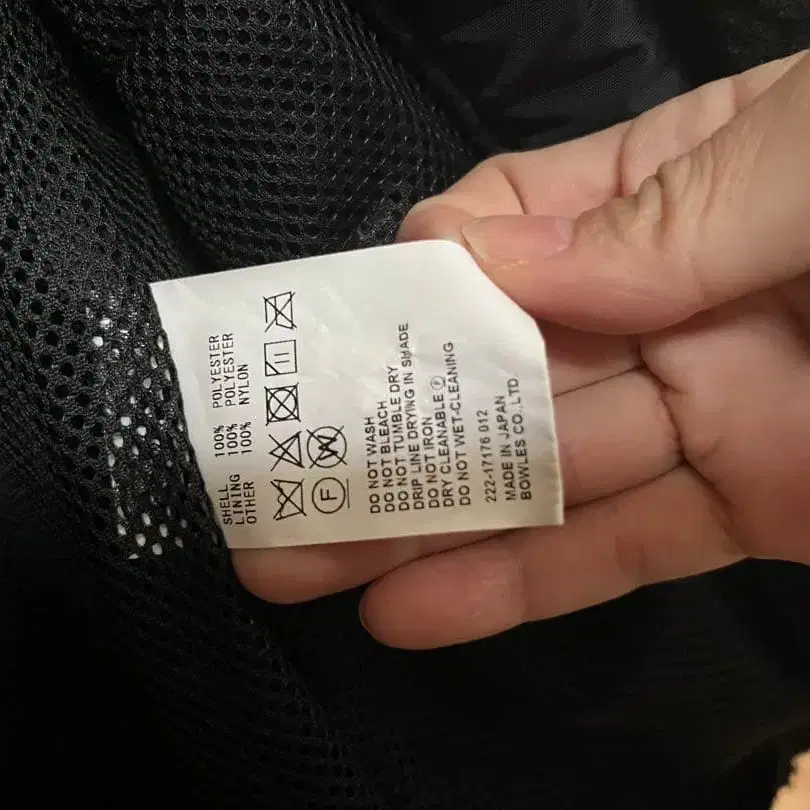 SHELL 100% POLYESTER
LINING 100% POLYESTER
OTHER 100% NYLON
F W
DO NOT WASH
DO NOT BLEACH
DO NOT TUMBLE DRY
DRIP LINE DRYING IN SHADE
DO NOT IRON
DRY CLEANABLE Ⓕ
DO NOT WET-CLEANING
222-17176 012
MADE IN JAPAN
BOWLES CO.,LTD.